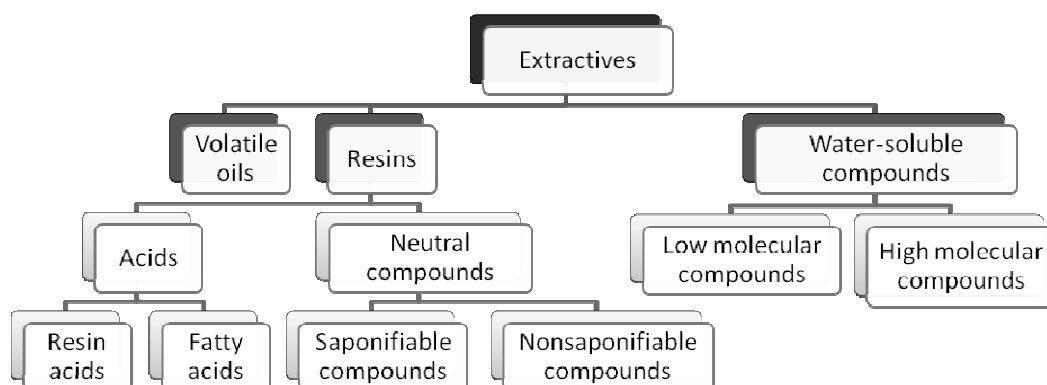 Extractives
Volatile
oils
Resins
Water-soluble
compounds
Acids
Neutral
compounds
Low molecular
compounds
High molecular
compounds
Resin
acids
Fatty
acids
Saponifiable
compounds
Nonsaponifiable
compounds